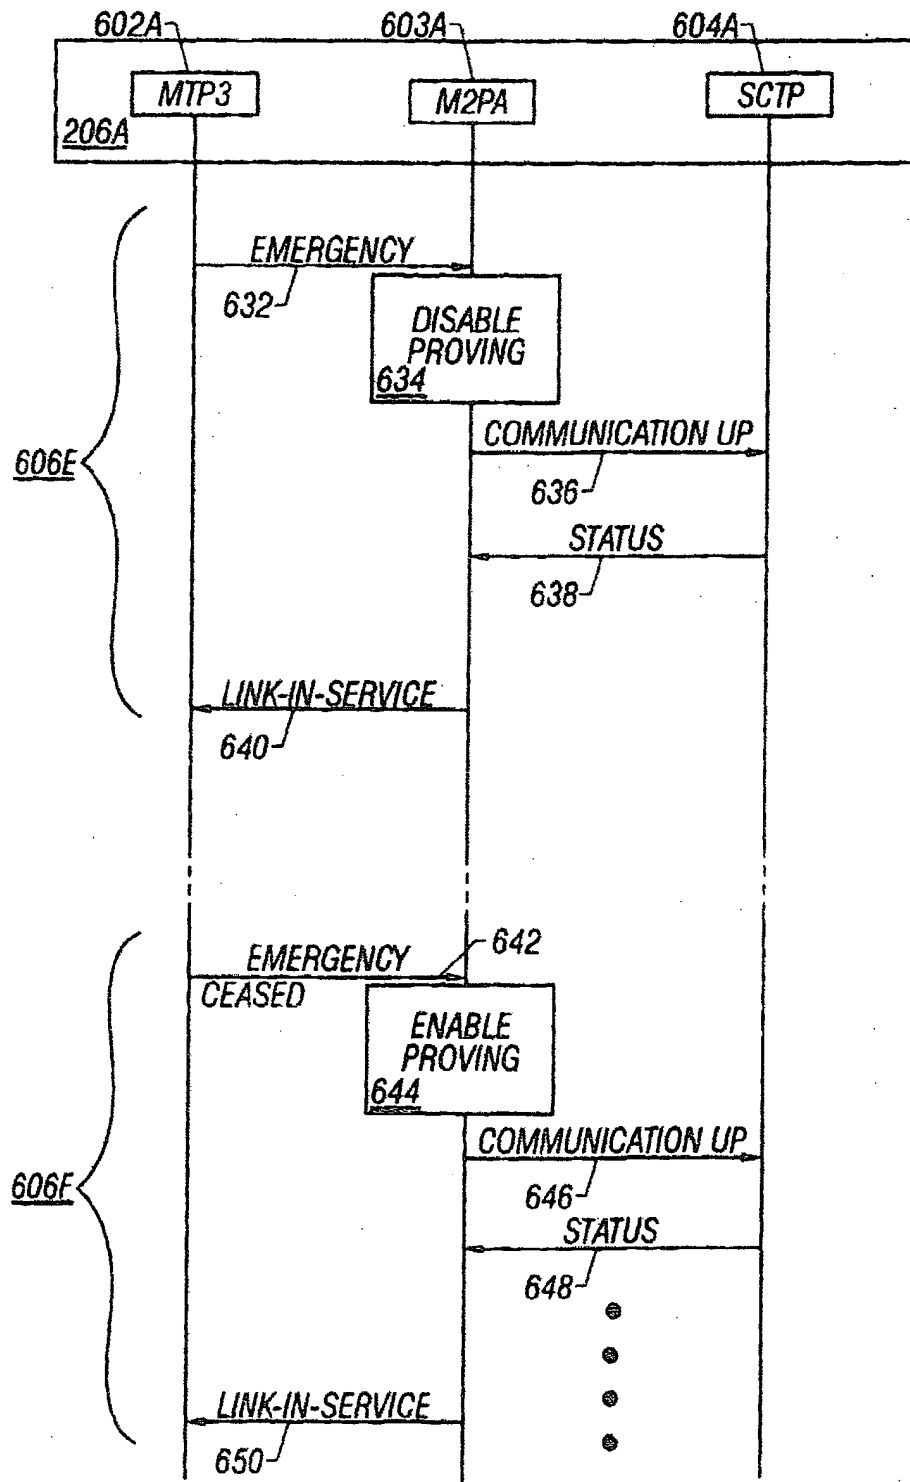 602A
603A
604A
MTP3
M2PA
SCTP
206A
EMERGENCY
632
DISABLE
PROVING
634
COMMUNICATION UP
636
606E
STATUS
638
LINK-IN-SERVICE
640
EMERGENCY
642
CEASED
ENABLE
PROVING
644
COMMUNICATION UP
646
606F
STATUS
648
LINK-IN-SERVICE
650